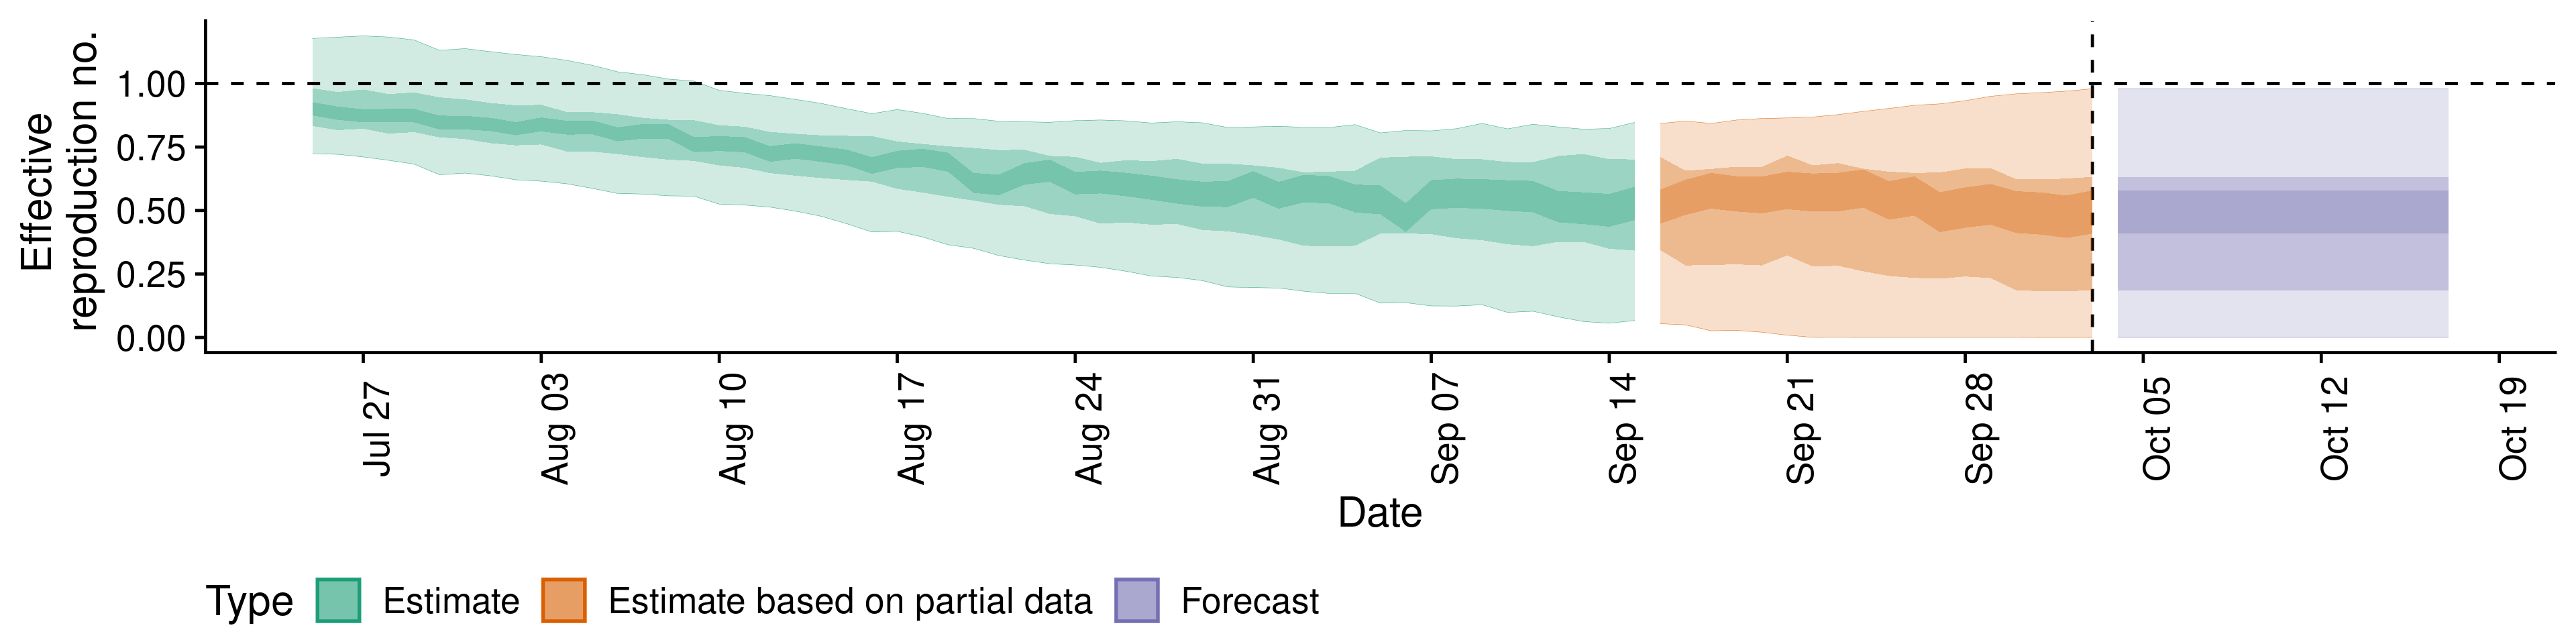 Effective
reproduction no.
1.00
0.75
0.50
0.25
0.00
Jul 27
Aug 03
Aug 10
Aug 17
Aug 24
Aug 31
Sep 07
Sep 14
Sep 21
Sep 28
Oct 05
Oct 12
Oct 19
Date
Type Estimate Estimate based on partial data Forecast